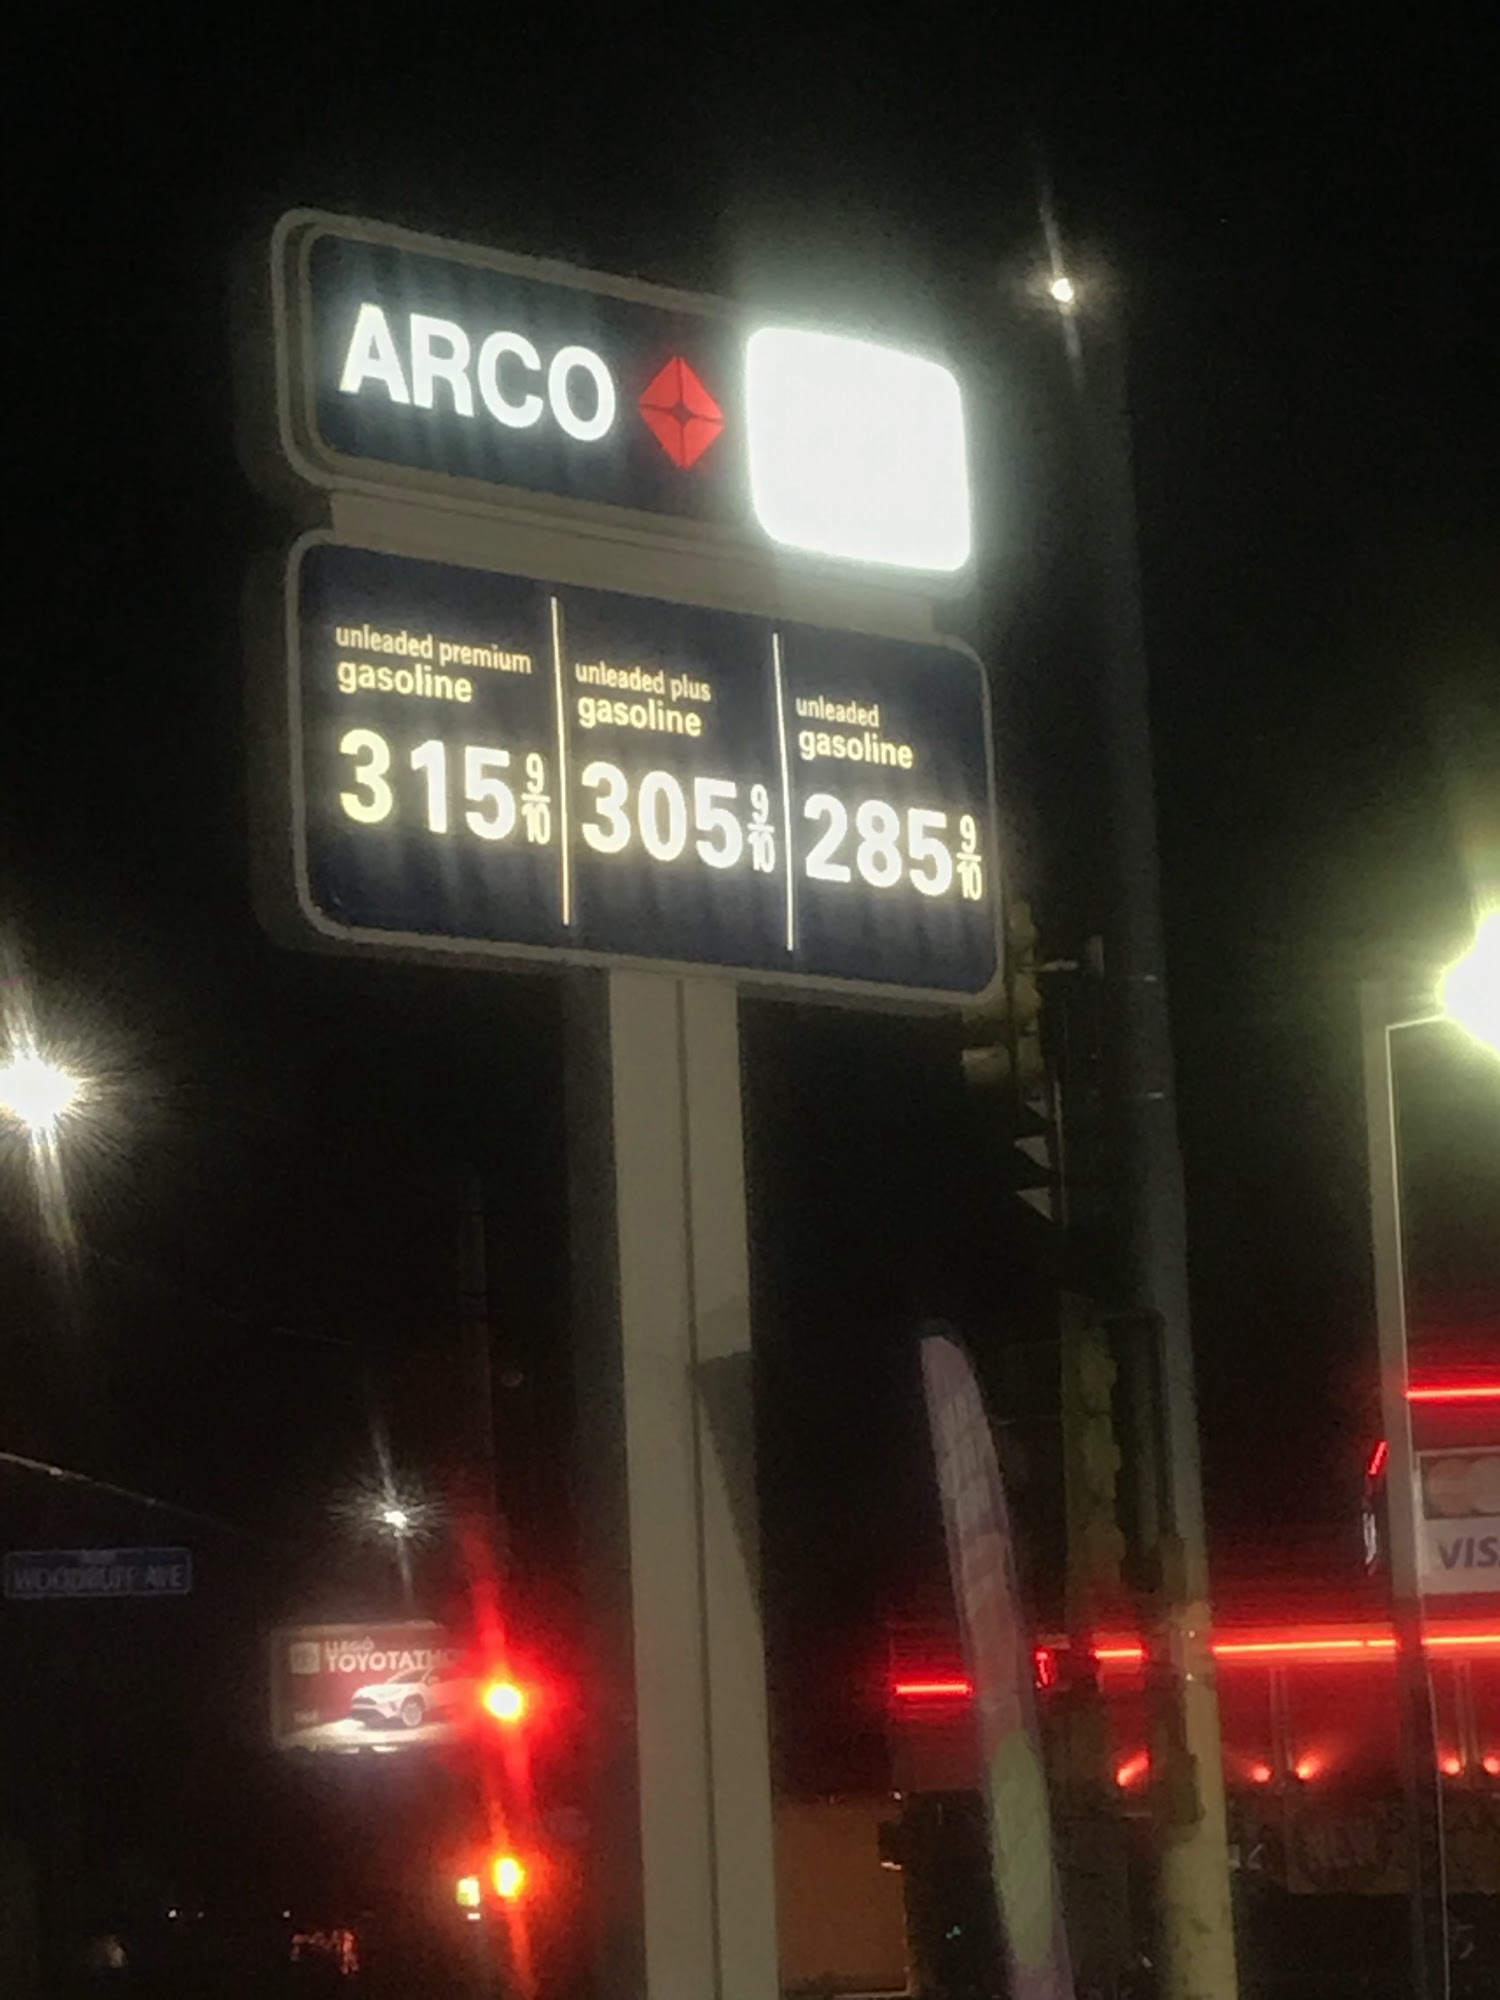 ARCO
unleaded premium
gasoline
315 9/10
unleaded plus
gasoline
305 9/10
unleaded
gasoline
285 9/10
WOODRUFF AVE
LLEGÓ
TOYOTATHON
VISA